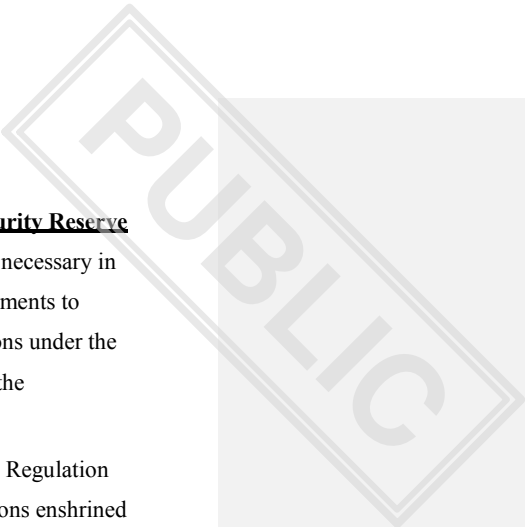 urity Reserve
necessary in
ments to
ons under the
the
Regulation
ons enshrined
PUBLIC